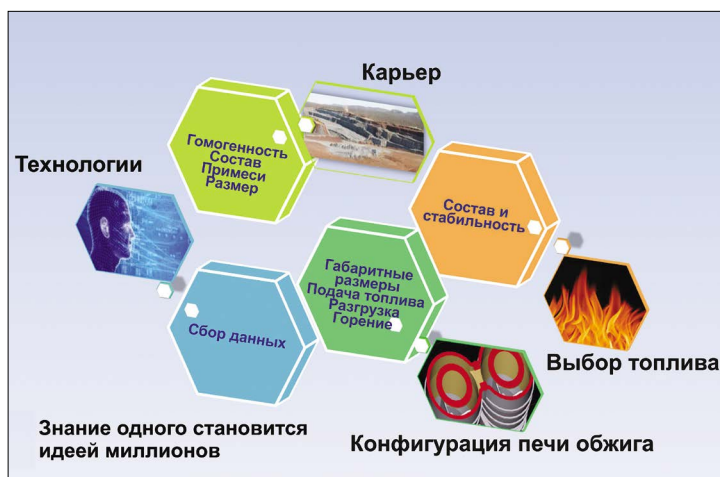 Карьер
Гомогенность
Состав
Примеси
Размер
Технологии
Состав и
стабильность
Габаритные
размеры
Подача топлива
Разгрузка
Горение
Сбор данных
Выбор топлива
Знание одного становится
идеей миллионов
Конфигурация печи обжига